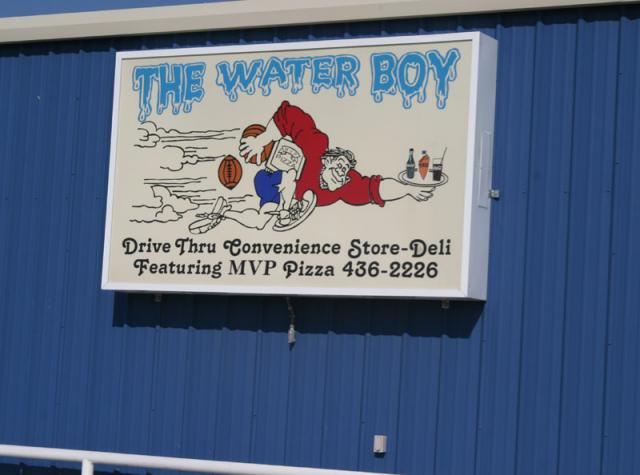 THE WATER BOY
Drive Thru Convenience Store-Deli
Featuring MVP Pizza 436-2226